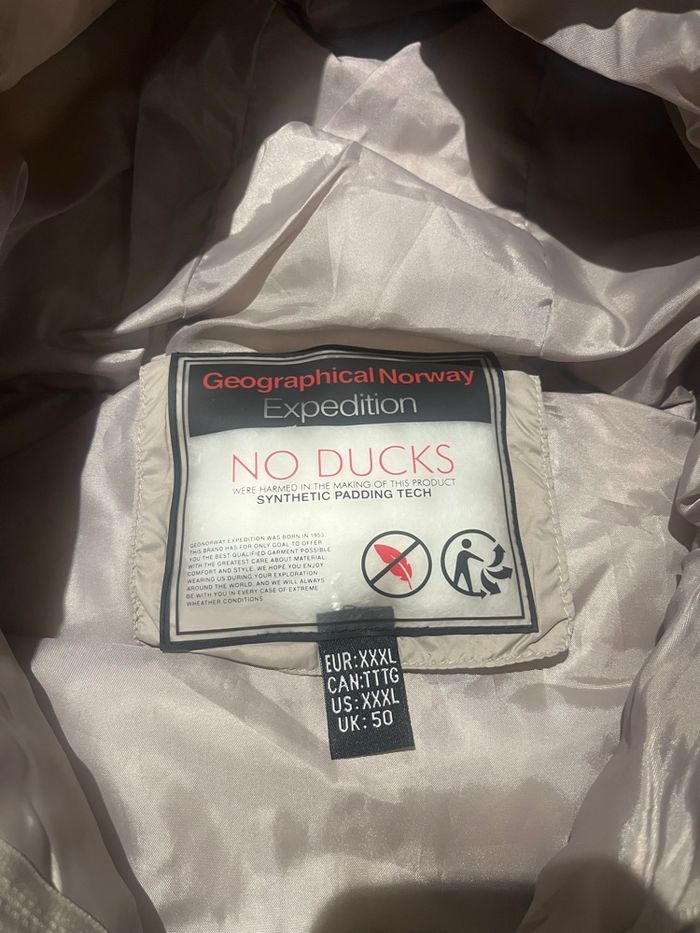 Geographical Norway
Expedition
NO DUCKS
WERE HARMED IN THE MAKING OF THIS PRODUCT
SYNTHETIC PADDING TECH
GEONORWAY EXPEDITION WAS BORN IN 1953
THIS BRAND HAS FOR ONLY GOAL TO OFFER
YOU THE BEST QUALIFIED GARMENT POSSIBLE
WITH THE GREATEST CARE ABOUT MATERIAL
COMFORT AND STYLE. WE HOPE YOU ENJOY
WEARING US DURING YOUR EXPLORATION
AROUND THE WORLD. AND WE WILL ALWAYS
BE WITH YOU IN EVERY CASE OF EXTREME
WHEATHER CONDITIONS
EUR:XXXL
CAN:TTTG
US:XXXL
UK:50